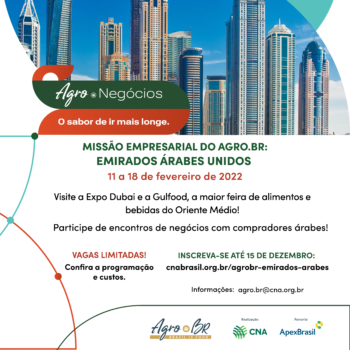 Agro Negócios
O sabor de ir mais longe.
MISSÃO EMPRESARIAL DO AGRO.BR:
EMIRADOS ÁRABES UNIDOS
11 a 18 de fevereiro de 2022
Visite a Expo Dubai e a Gulfood, a maior feira de alimentos e
bebidas do Oriente Médio!
Participe de encontros de negócios com compradores árabes!
VAGAS LIMITADAS!
Confira a programação
e custos.
INSCREVA-SE ATÉ 15 DE DEZEMBRO:
cnabrasil.org.br/agrobr-emirados-arabes
Informações: agro.br@cna.org.br
Agro BR
Realização
CNA
Parceria
ApexBrasil